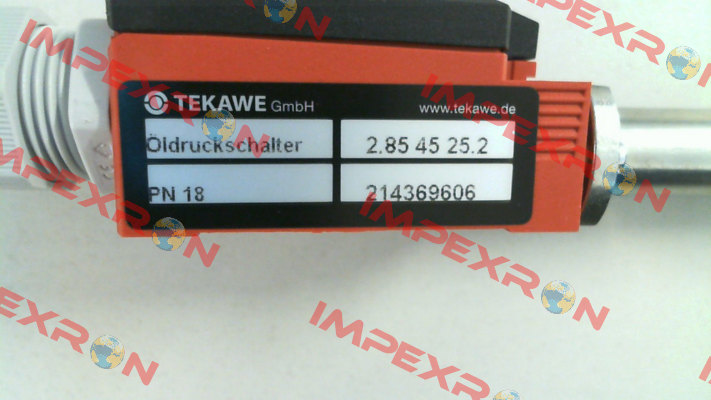 TEKAWE GmbH www.tekawe.de
Öldruckschalter 2.85 45 25.2
PN 18 214369606
IMPEXRON
IMPEXRON
IMPEXRON
IMPEXRON
IMPEXRON
IMPEXRON